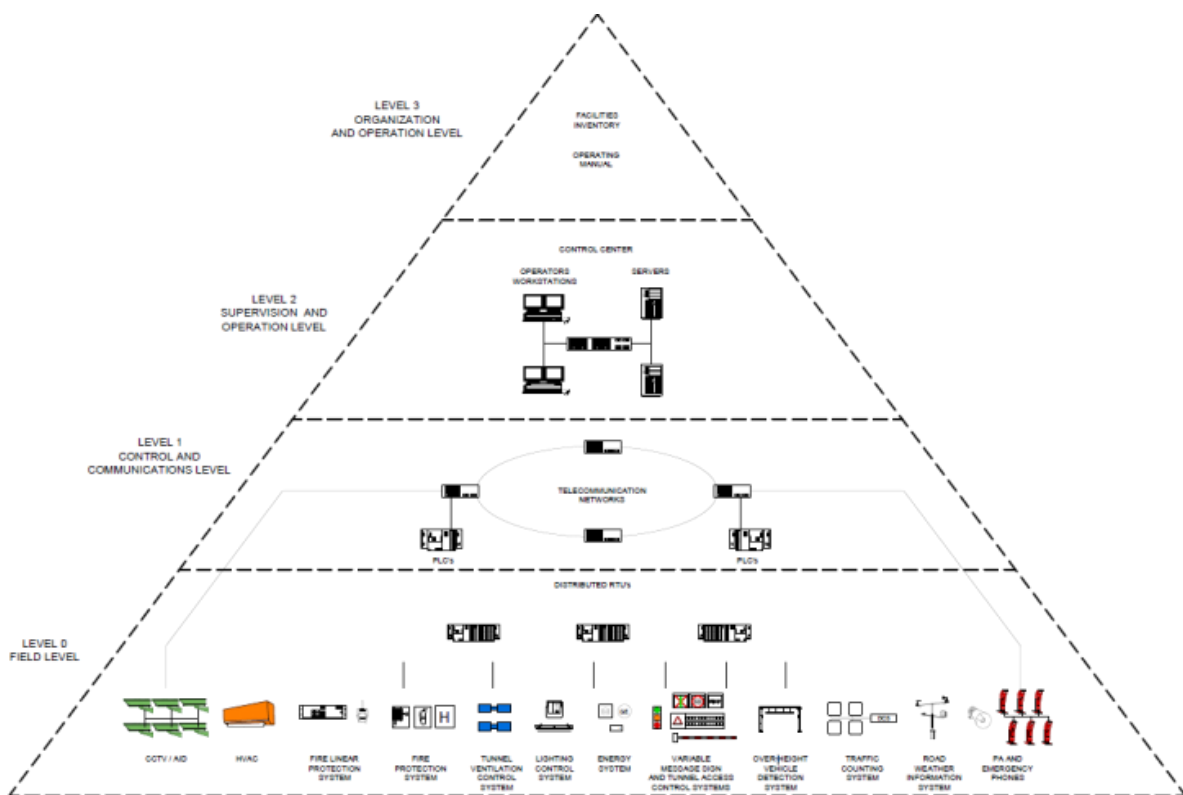 LEVEL 3
ORGANIZATION
AND OPERATION LEVEL
FACILITIES
INVENTORY
OPERATING
MANUAL
LEVEL 2
SUPERVISION AND
OPERATION LEVEL
CONTROL CENTER
OPERATORS
WORKSTATIONS
SERVERS
LEVEL 1
CONTROL AND
COMMUNICATIONS LEVEL
TELECOMMUNICATION
NETWORKS
PLC's
PLC's
LEVEL 0
FIELD LEVEL
DISTRIBUTED RTU's
H
CCTV / AID
HVAC
FIRE LINEAR
PROTECTION
SYSTEM
FIRE
PROTECTION
SYSTEM
TUNNEL
VENTILATION
CONTROL
SYSTEM
LIGHTING
CONTROL
SYSTEM
ENERGY
SYSTEM
VARIABLE
MESSAGE SIGN
AND TUNNEL ACCESS
CONTROL SYSTEMS
OVERHEIGHT
VEHICLE
DETECTION
SYSTEM
TRAFFIC
COUNTING
SYSTEM
ROAD
WEATHER
INFORMATION
SYSTEM
PA AND
EMERGENCY
PHONES